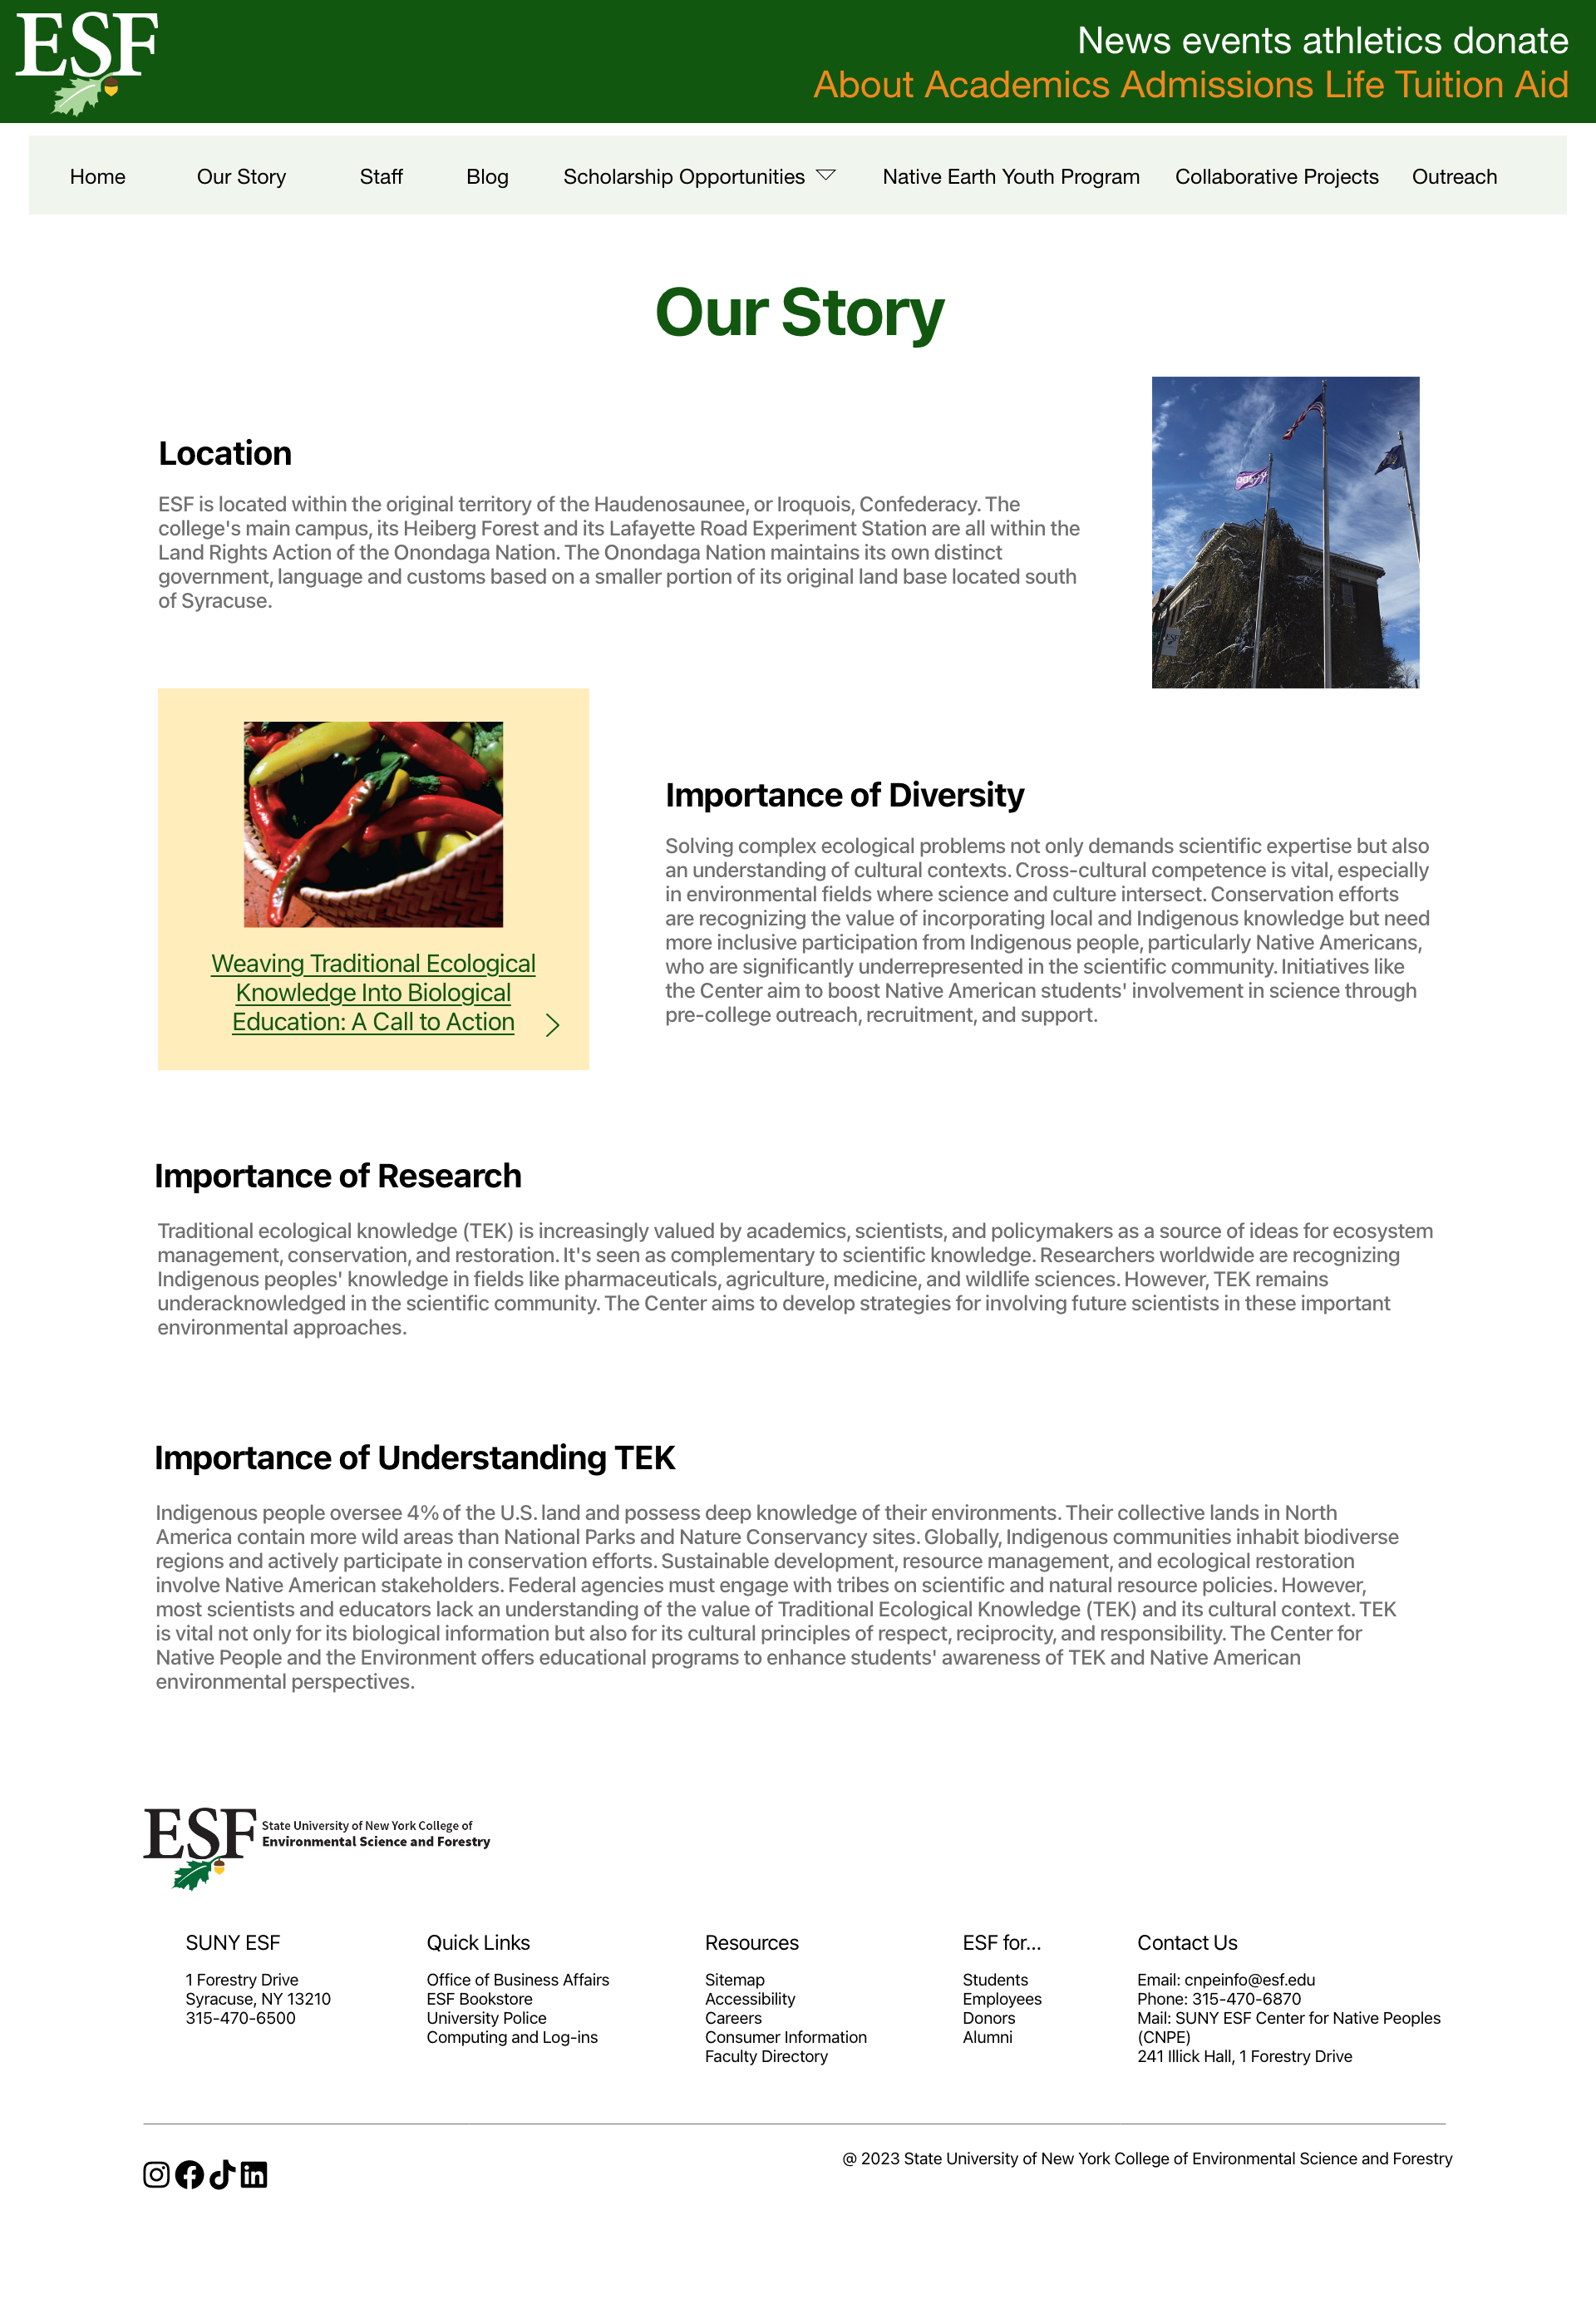 ESF
News events athletics donate
About Academics Admissions Life Tuition Aid
Home Our Story Staff Blog Scholarship Opportunities Native Earth Youth Program Collaborative Projects Outreach
Our Story
Location
ESF is located within the original territory of the Haudenosaunee, or Iroquois, Confederacy. The
college's main campus, its Heiberg Forest and its Lafayette Road Experiment Station are all within the
Land Rights Action of the Onondaga Nation. The Onondaga Nation maintains its own distinct
government, language and customs based on a smaller portion of its original land base located south
of Syracuse.
Weaving Traditional Ecological
Knowledge Into Biological
Education: A Call to Action
Importance of Diversity
Solving complex ecological problems not only demands scientific expertise but also
an understanding of cultural contexts. Cross-cultural competence is vital, especially
in environmental fields where science and culture intersect. Conservation efforts
are recognizing the value of incorporating local and Indigenous knowledge but need
more inclusive participation from Indigenous people, particularly Native Americans,
who are significantly underrepresented in the scientific community. Initiatives like
the Center aim to boost Native American students' involvement in science through
pre-college outreach, recruitment, and support.
Importance of Research
Traditional ecological knowledge (TEK) is increasingly valued by academics, scientists, and policymakers as a source of ideas for ecosystem
management, conservation, and restoration. It's seen as complementary to scientific knowledge. Researchers worldwide are recognizing
Indigenous peoples' knowledge in fields like pharmaceuticals, agriculture, medicine, and wildlife sciences. However, TEK remains
underacknowledged in the scientific community. The Center aims to develop strategies for involving future scientists in these important
environmental approaches.
Importance of Understanding TEK
Indigenous people oversee 4% of the U.S. land and possess deep knowledge of their environments. Their collective lands in North
America contain more wild areas than National Parks and Nature Conservancy sites. Globally, Indigenous communities inhabit biodiverse
regions and actively participate in conservation efforts. Sustainable development, resource management, and ecological restoration
involve Native American stakeholders. Federal agencies must engage with tribes on scientific and natural resource policies. However,
most scientists and educators lack an understanding of the value of Traditional Ecological Knowledge (TEK) and its cultural context. TEK
is vital not only for its biological information but also for its cultural principles of respect, reciprocity, and responsibility. The Center for
Native People and the Environment offers educational programs to enhance students' awareness of TEK and Native American
environmental perspectives.
ESF
State University of New York College of
Environmental Science and Forestry
SUNY ESF
1 Forestry Drive
Syracuse, NY 13210
315-470-6500
Quick Links
Office of Business Affairs
ESF Bookstore
University Police
Computing and Log-ins
Resources
Sitemap
Accessibility
Careers
Consumer Information
Faculty Directory
ESF for...
Students
Employees
Donors
Alumni
Contact Us
Email: cnpeinfo@esf.edu
Phone: 315-470-6870
Mail: SUNY ESF Center for Native Peoples
(CNPE)
241 Illick Hall, 1 Forestry Drive
@ 2023 State University of New York College of Environmental Science and Forestry